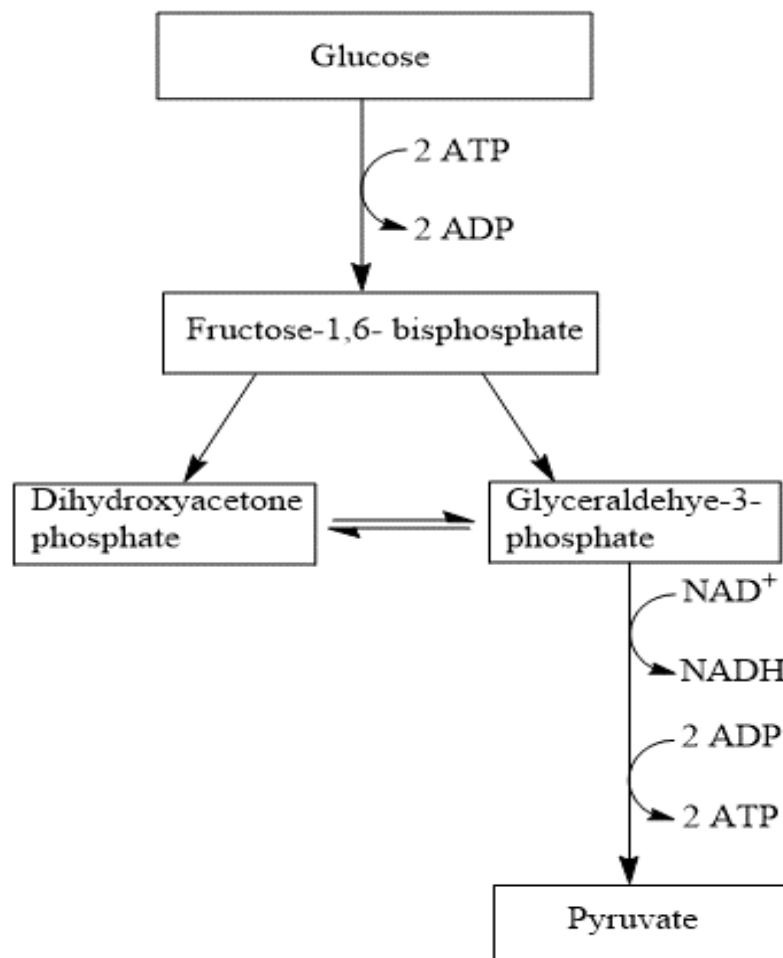 Glucose
2 ATP
2 ADP
Fructose-1,6- bisphosphate
Dihydroxyacetone
phosphate
Glyceraldehye-3-
phosphate
NAD+
NADH
2 ADP
2 ATP
Pyruvate